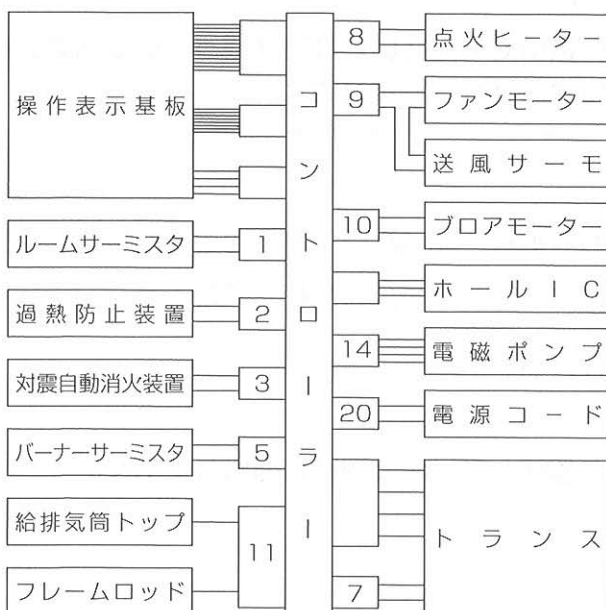 操作表示基板
ルームサーミスタ
1
過熱防止装置
2
対震自動消火装置
3
バーナーサーミスタ
5
給排気筒トップ
フレームロッド
11
コントローラー
8
点火ヒーター
9
ファンモーター
送風サーモ
10
ブロアモーター
ホールIC
14
電磁ポンプ
20
電源コード
トランス
7